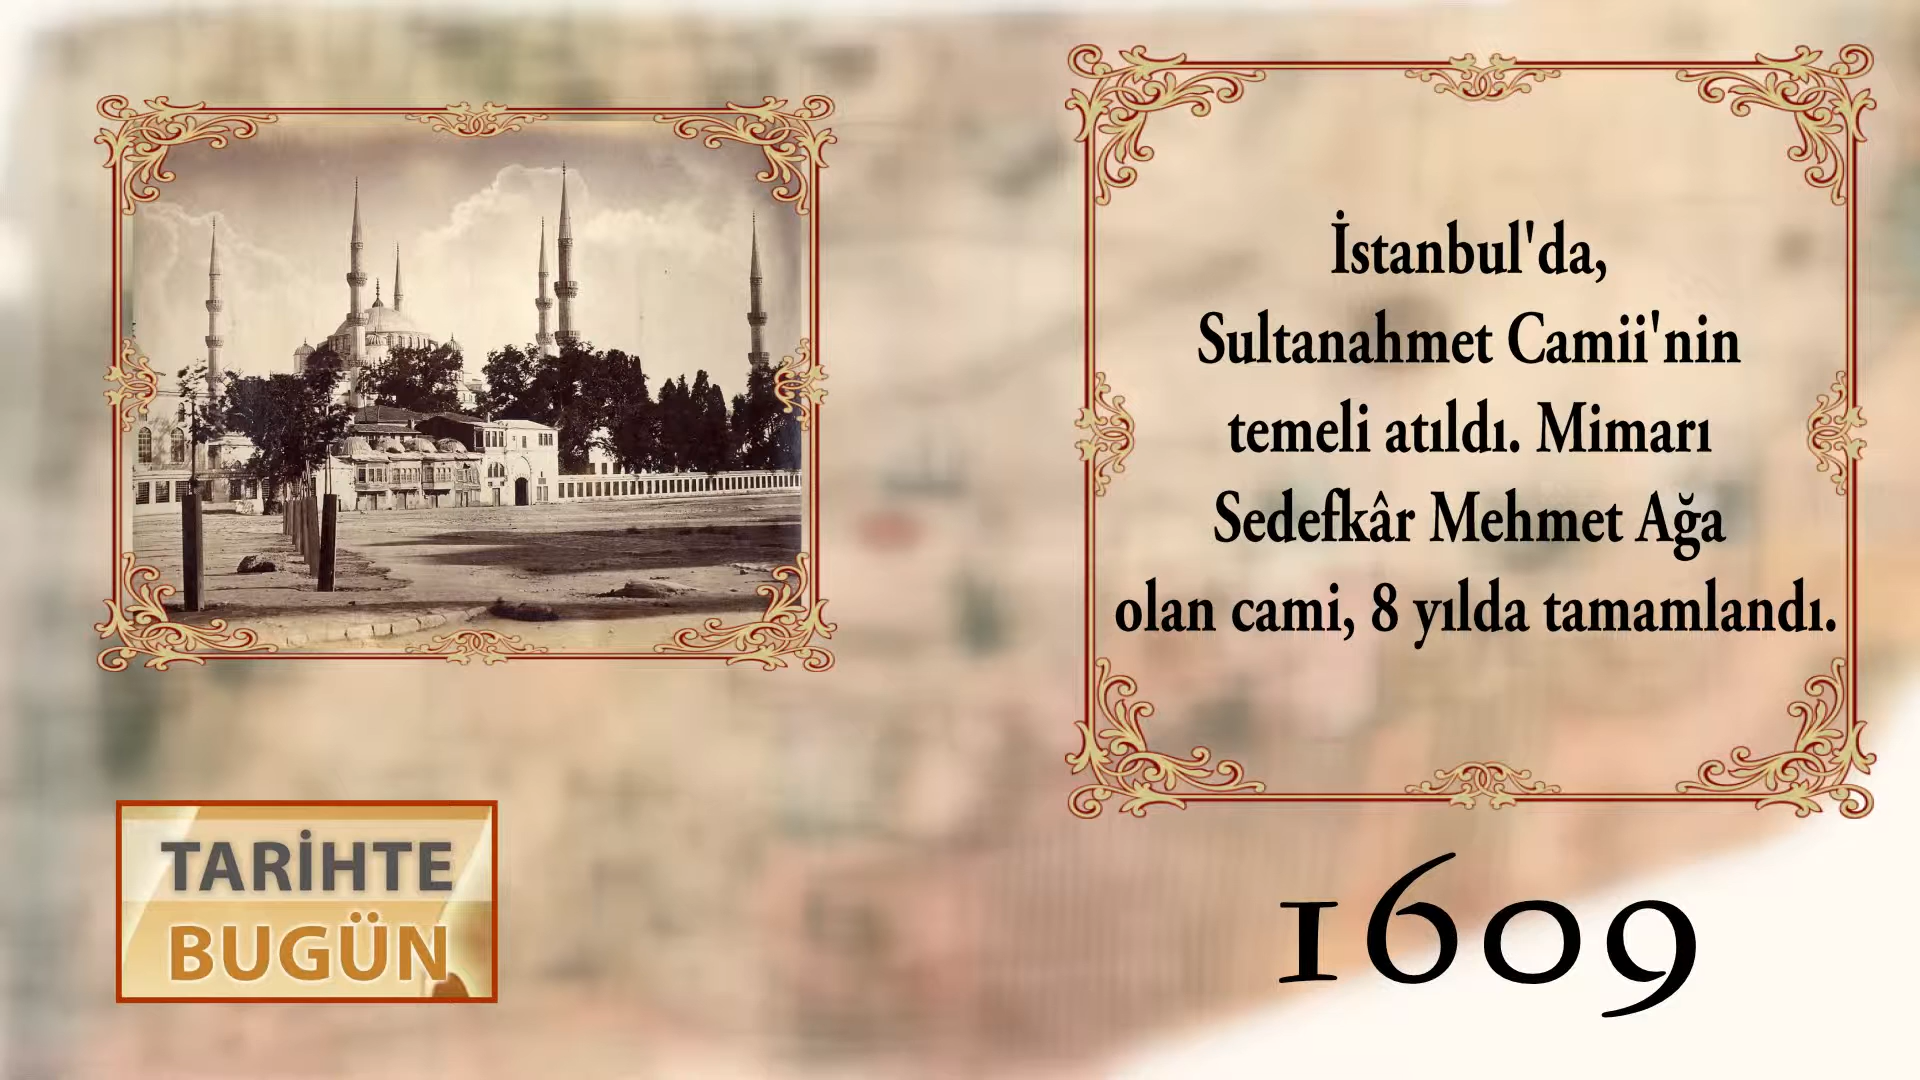 İstanbul'da,
Sultanahmet Camii'nin
temeli atıldı. Mimarı
Sedefkâr Mehmet Ağa
olan cami, 8 yılda tamamlandı.
1609
TARİHTE
BUGÜN